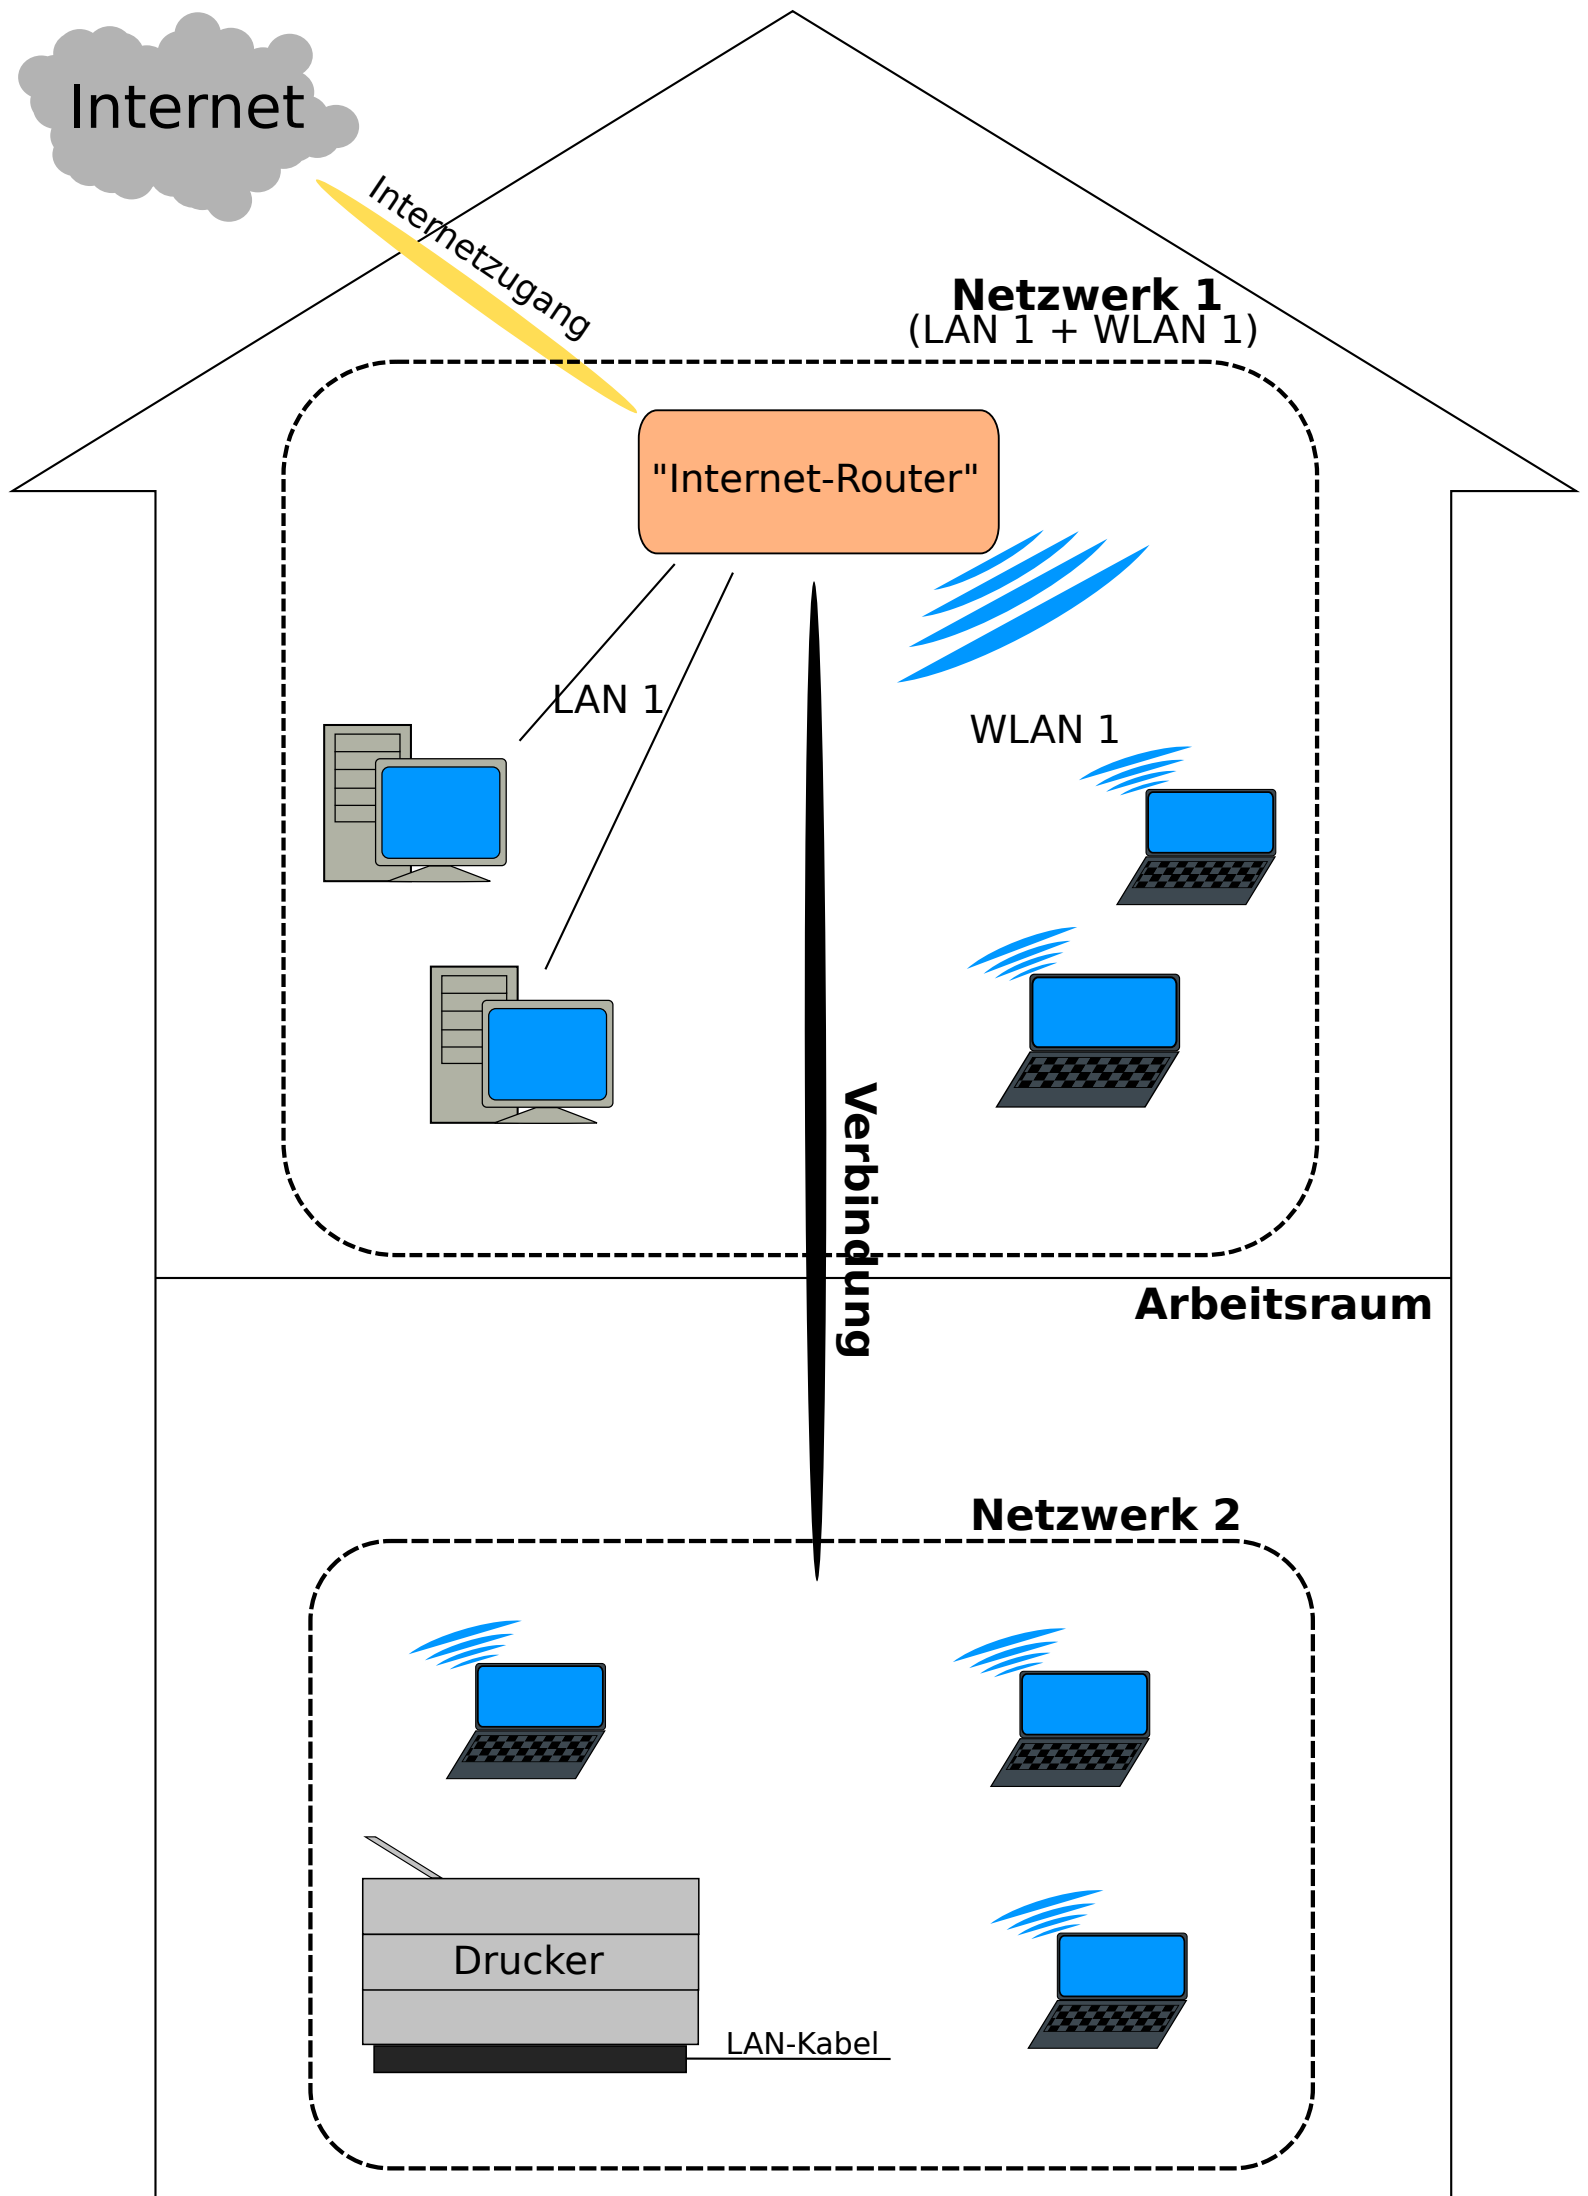 Internet
Internetzugang
Netzwerk 1
(LAN 1 + WLAN 1)
"Internet-Router"
LAN 1
WLAN 1
Verbindung
Arbeitsraum
Netzwerk 2
Drucker
LAN-Kabel